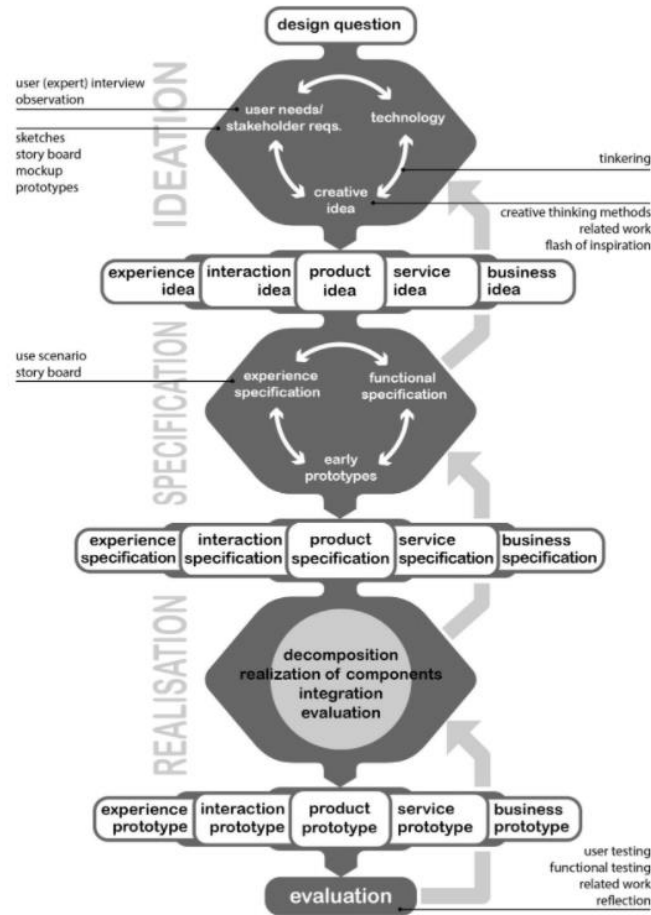 design question
IDEATION
user (expert) interview
observation
sketches
story board
mockup
prototypes
user needs/
stakeholder reqs.
technology
creative
idea
tinkering
creative thinking methods
related work
flash of inspiration
experience
idea
interaction
idea
product
idea
service
idea
business
idea
SPECIFICATION
use scenario
story board
experience
specification
functional
specification
early
prototypes
experience
specification
interaction
specification
product
specification
service
specification
business
specification
REALISATION
decomposition
realization of components
integration
evaluation
experience
prototype
interaction
prototype
product
prototype
service
prototype
business
prototype
evaluation
user testing
functional testing
related work
reflection